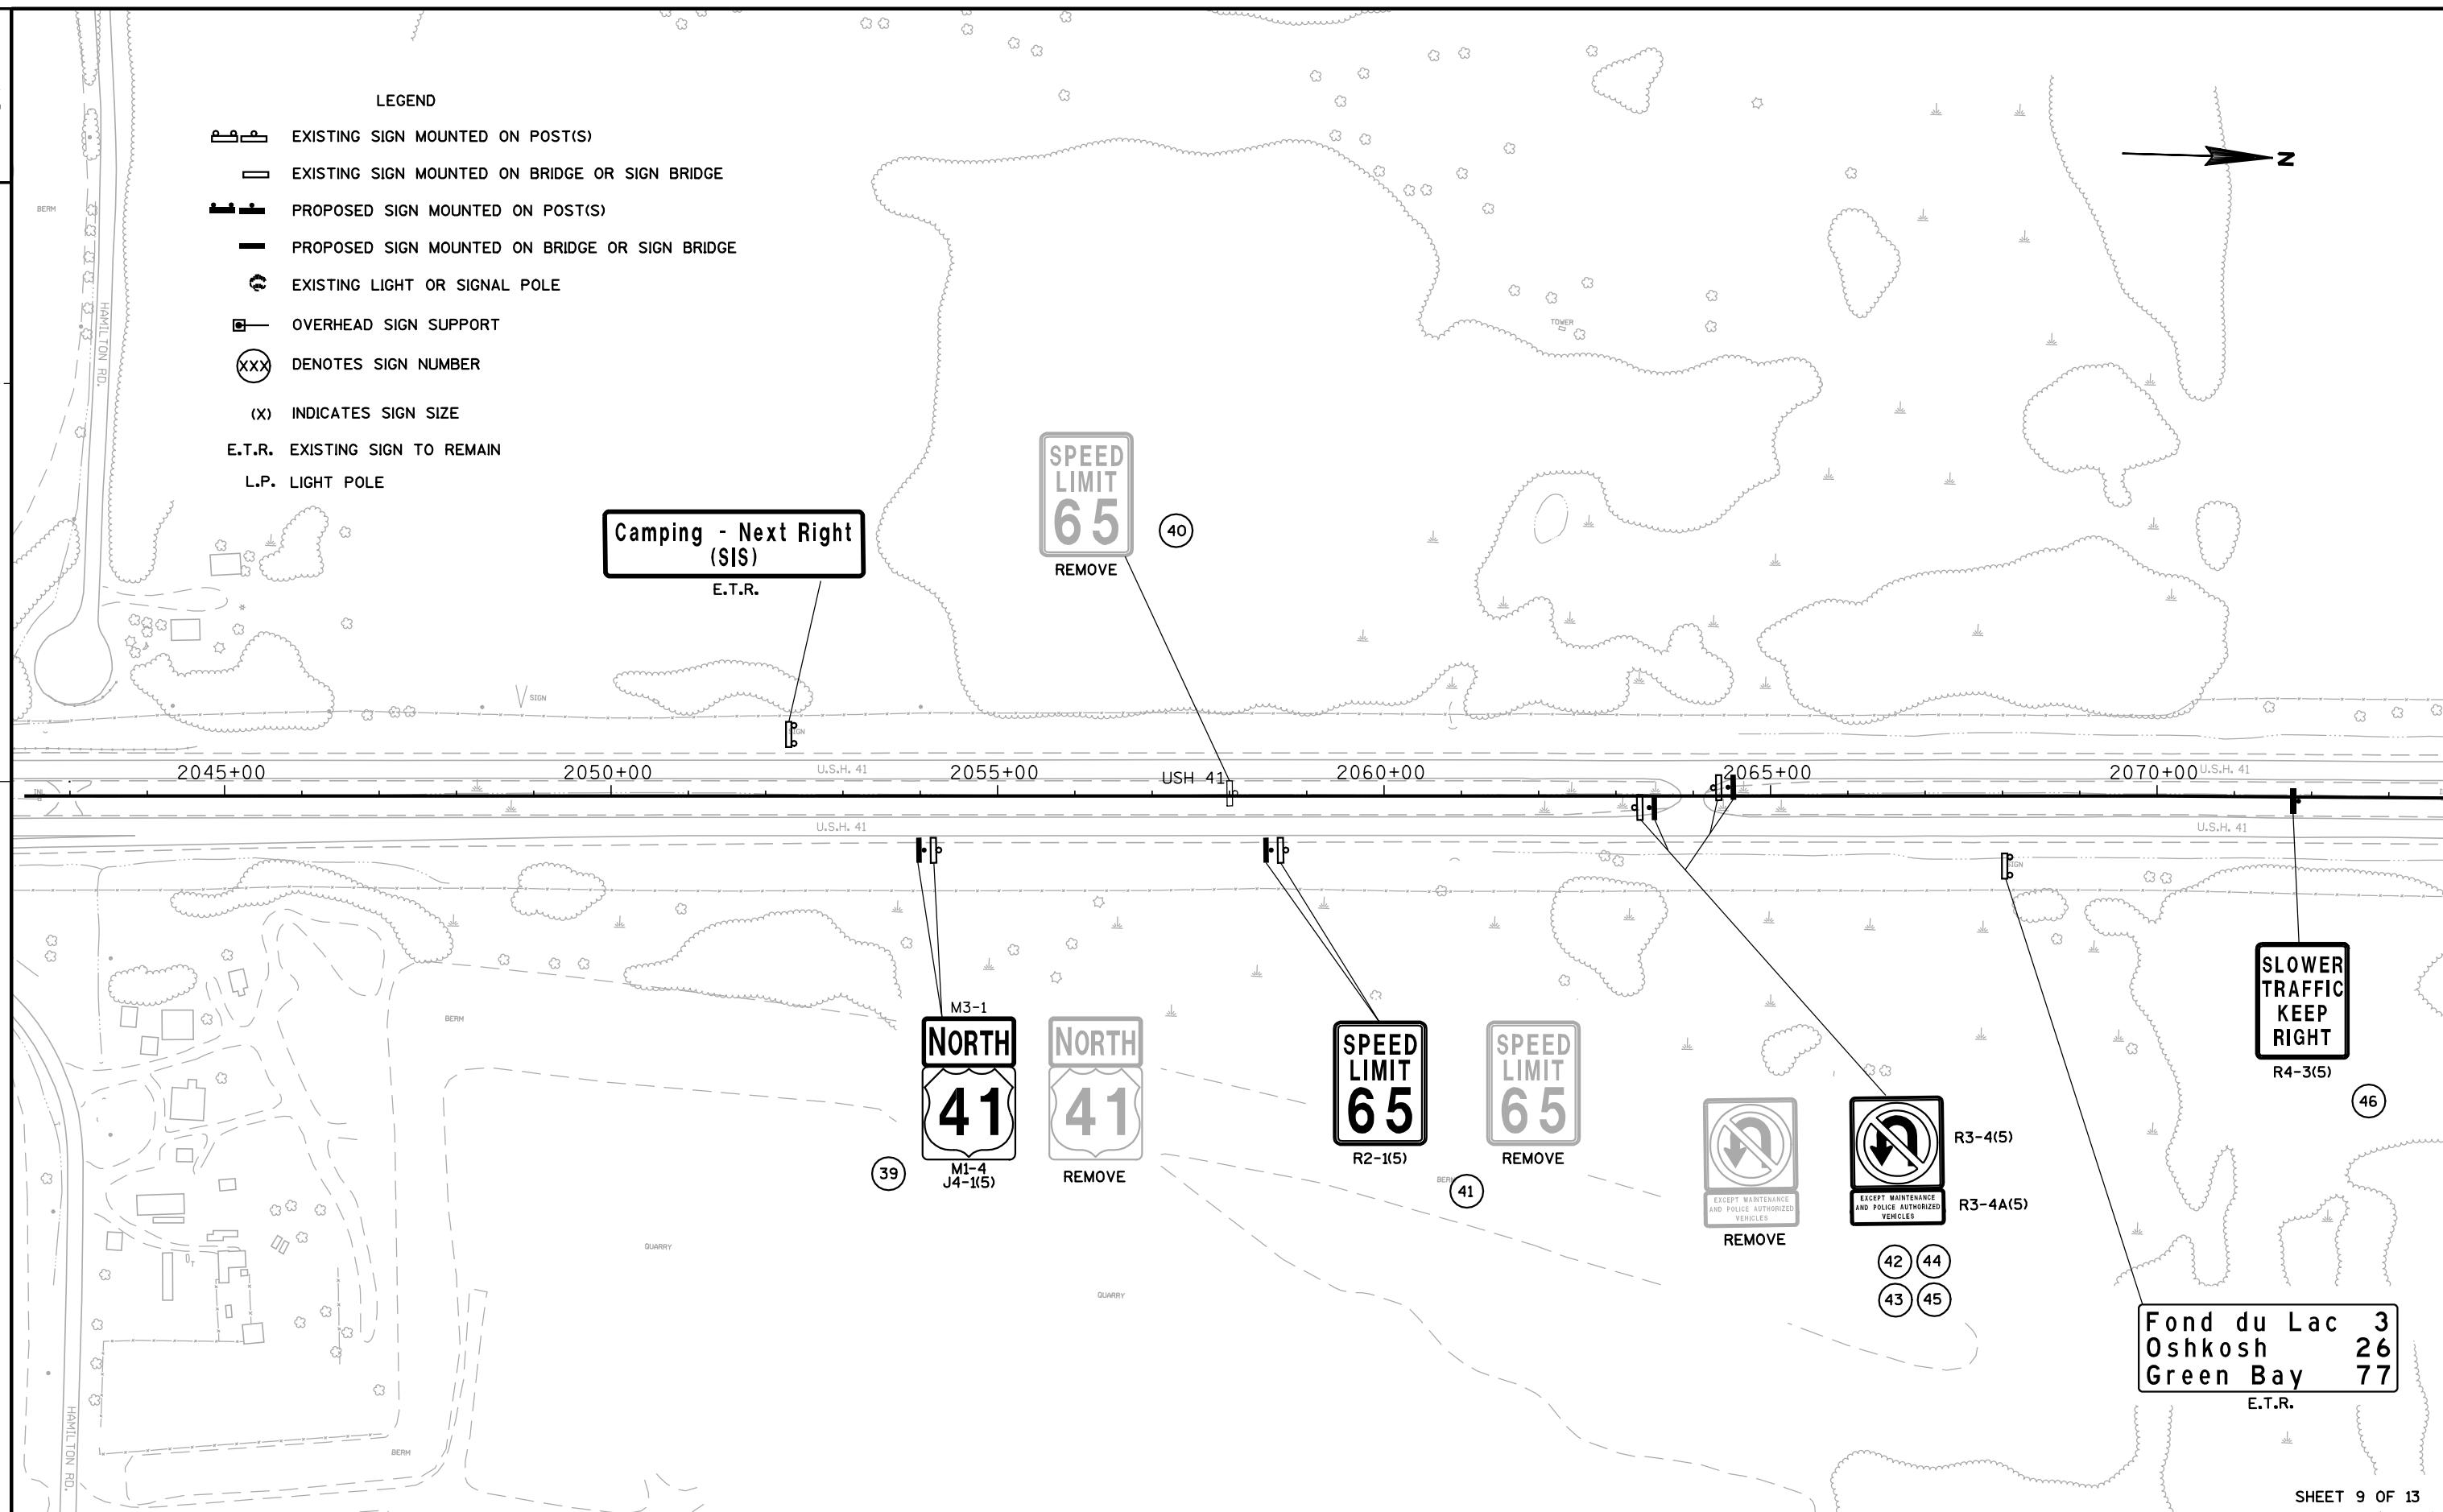 LEGEND
EXISTING SIGN MOUNTED ON POST(S)
EXISTING SIGN MOUNTED ON BRIDGE OR SIGN BRIDGE
PROPOSED SIGN MOUNTED ON POST(S)
PROPOSED SIGN MOUNTED ON BRIDGE OR SIGN BRIDGE
EXISTING LIGHT OR SIGNAL POLE
OVERHEAD SIGN SUPPORT
XXX DENOTES SIGN NUMBER
(X) INDICATES SIGN SIZE
E.T.R. EXISTING SIGN TO REMAIN
L.P. LIGHT POLE
N
BERM
HAMILTON RD.
TOWER
Camping - Next Right
(SIS)
E.T.R.
SPEED
LIMIT
65
REMOVE
40
SIGN
SIGN
2045+00
2050+00
U.S.H. 41
2055+00
USH 41
2060+00
2065+00
2070+00
U.S.H. 41
INL
U.S.H. 41
U.S.H. 41
SIGN
M3-1
NORTH
41
M1-4
J4-1(5)
39
NORTH
41
REMOVE
SPEED
LIMIT
65
R2-1(5)
41
SPEED
LIMIT
65
REMOVE
EXCEPT MAINTENANCE
AND POLICE AUTHORIZED
VEHICLES
REMOVE
R3-4(5)
EXCEPT MAINTENANCE
AND POLICE AUTHORIZED
VEHICLES
R3-4A(5)
42 44
43 45
SLOWER
TRAFFIC
KEEP
RIGHT
R4-3(5)
46
Fond du Lac 3
Oshkosh 26
Green Bay 77
E.T.R.
BERM
BERM
QUARRY
QUARRY
BERM
HAMILTON RD.
SHEET 9 OF 13